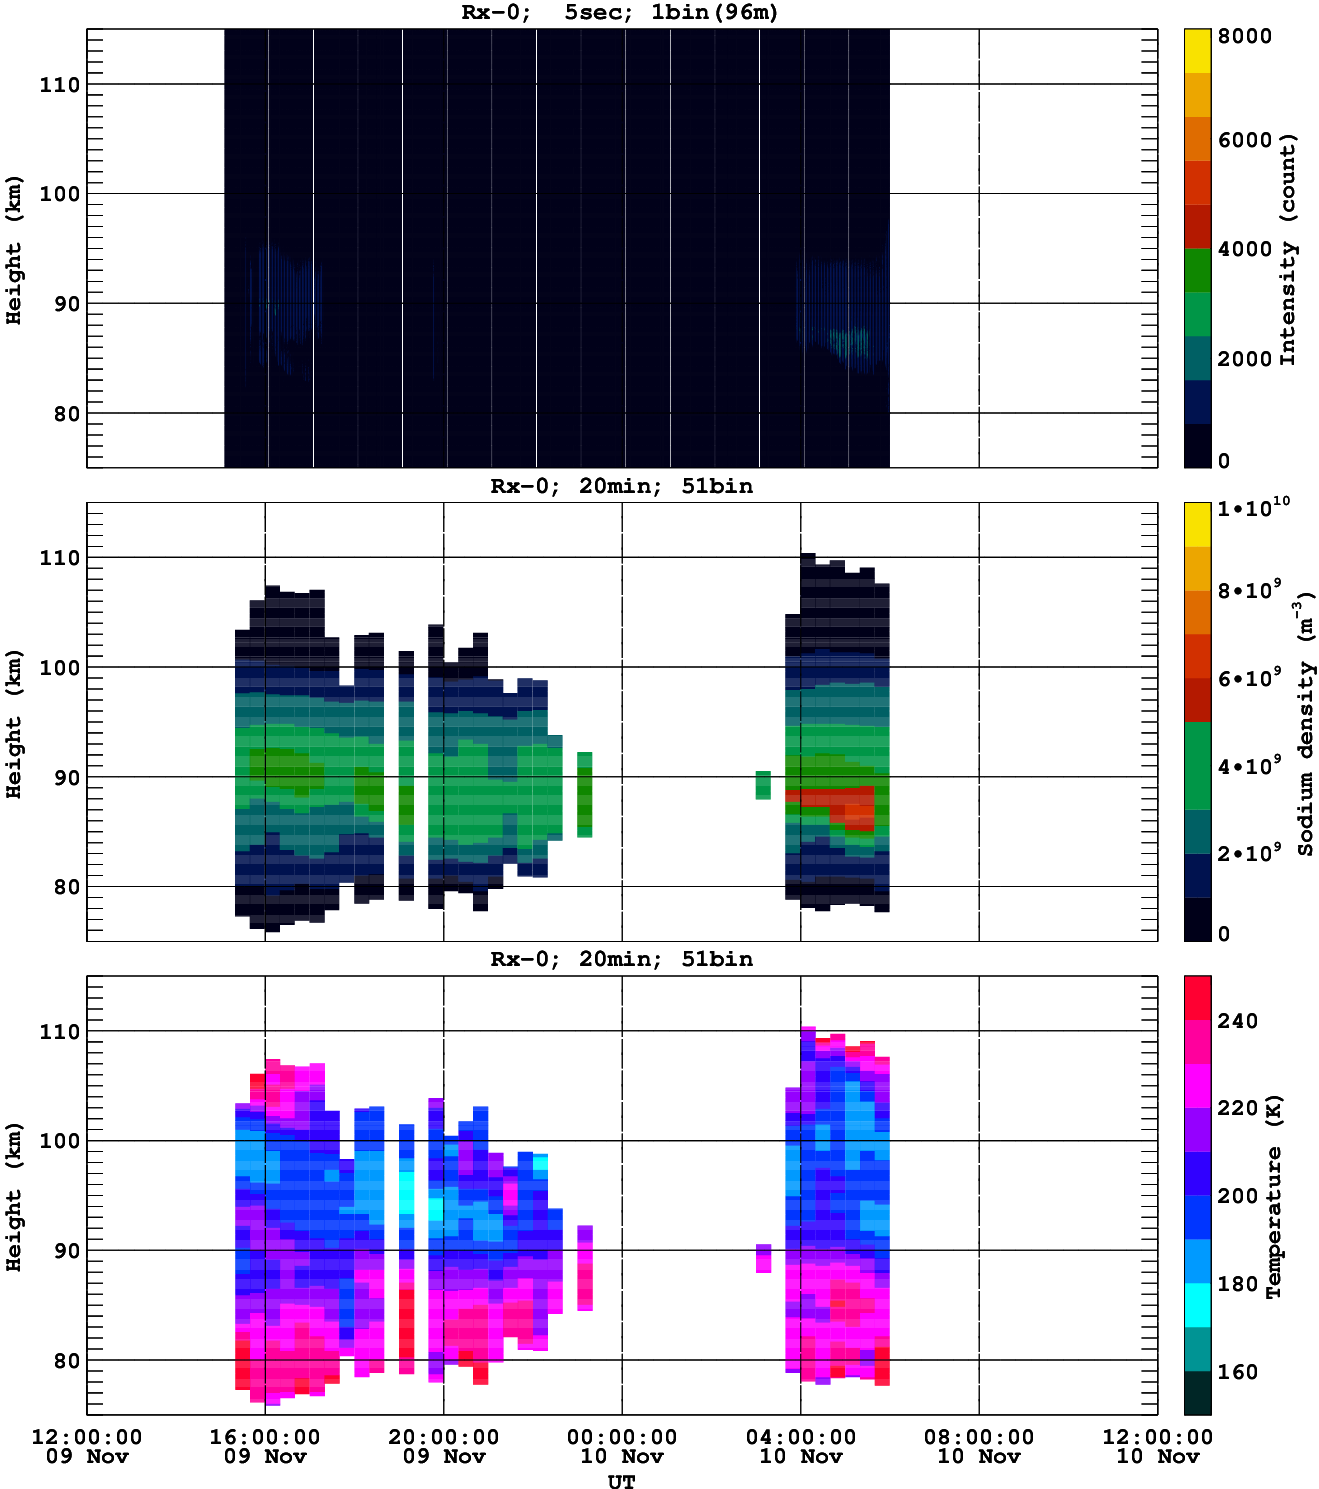 Rx-0;  5sec; 1bin(96m)
110
100
90
80
Height (km)
8000
6000
4000
2000
0
Intensity (count)
Rx-0; 20min; 51bin
110
100
90
80
Height (km)
1•10¹⁰
8•10⁹
6•10⁹
4•10⁹
2•10⁹
0
Sodium density (m⁻³)
Rx-0; 20min; 51bin
110
100
90
80
Height (km)
240
220
200
180
160
Temperature (K)
12:00:00 16:00:00 20:00:00 00:00:00 04:00:00 08:00:00 12:00:00
09 Nov 09 Nov 09 Nov 10 Nov 10 Nov 10 Nov 10 Nov
UT